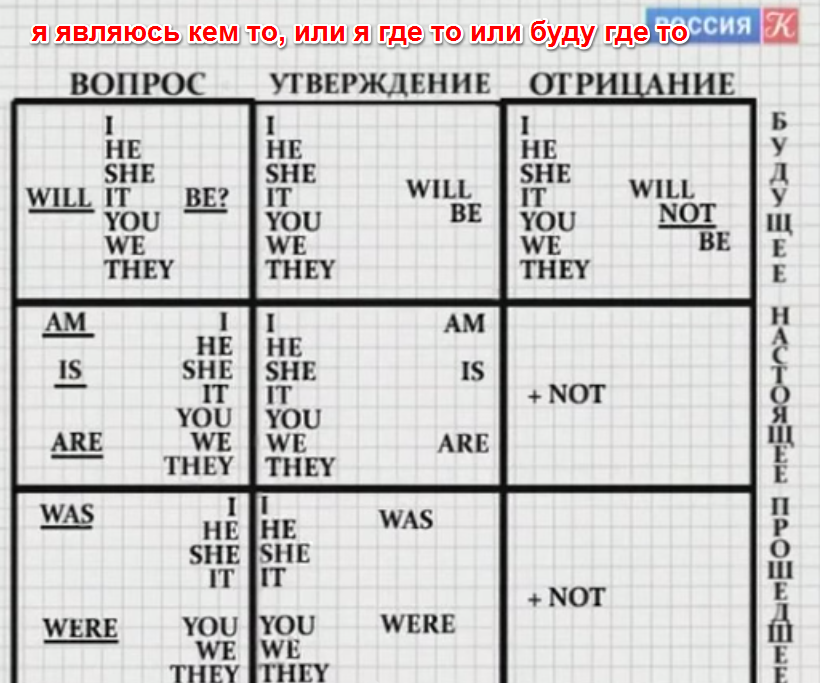 я являюсь кем то, или я где то или буду где то
РОССИЯ К
ВОПРОС УТВЕРЖДЕНИЕ ОТРИЦАНИЕ
I
HE
SHE
WILL IT BE?
YOU
WE
THEY
I
HE
SHE
IT WILL
YOU BE
WE
THEY
I
HE
SHE
IT WILL
YOU NOT
WE BE
THEY
БУДУЩЕЕ
AM I
HE
IS SHE
IT
YOU
ARE WE
THEY
I AM
HE
SHE IS
IT
YOU
WE ARE
THEY
+ NOT
НАСТОЯЩЕЕ
WAS I
HE
SHE
IT
WERE YOU
WE
THEY
I WAS
HE
SHE
IT
YOU WERE
WE
THEY
+ NOT
ПРОШЕДШЕЕ